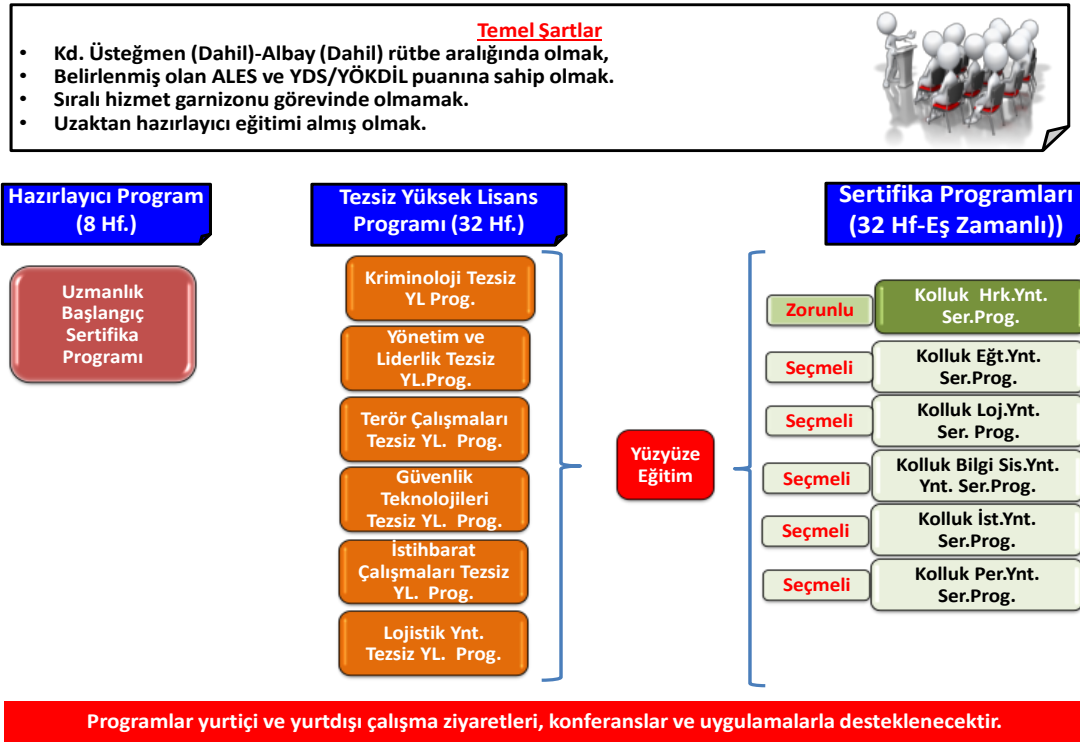 Temel Şartlar
• Kd. Üsteğmen (Dahil)-Albay (Dahil) rütbe aralığında olmak,
• Belirlenmiş olan ALES ve YDS/YÖKDİL puanına sahip olmak.
• Sıralı hizmet garnizonu görevinde olmamak.
• Uzaktan hazırlayıcı eğitimi almış olmak.
Hazırlayıcı Program
(8 Hf.)
Uzmanlık
Başlangıç
Sertifika
Programı
Tezsiz Yüksek Lisans
Programı (32 Hf.)
Kriminoloji Tezsiz
YL Prog.
Yönetim ve
Liderlik Tezsiz
YL.Prog.
Terör Çalışmaları
Tezsiz YL. Prog.
Güvenlik
Teknolojileri
Tezsiz YL. Prog.
İstihbarat
Çalışmaları Tezsiz
YL. Prog.
Lojistik Ynt.
Tezsiz YL. Prog.
Yüzyüze
Eğitim
Sertifika Programları
(32 Hf-Eş Zamanlı))
Zorunlu
Kolluk Hrk.Ynt.
Ser.Prog.
Seçmeli
Kolluk Eğt.Ynt.
Ser.Prog.
Seçmeli
Kolluk Loj.Ynt.
Ser. Prog.
Seçmeli
Kolluk Bilgi Sis.Ynt.
Ynt. Ser.Prog.
Seçmeli
Kolluk İst.Ynt.
Ser.Prog.
Seçmeli
Kolluk Per.Ynt.
Ser.Prog.
Programlar yurtiçi ve yurtdışı çalışma ziyaretleri, konferanslar ve uygulamalarla desteklenecektir.